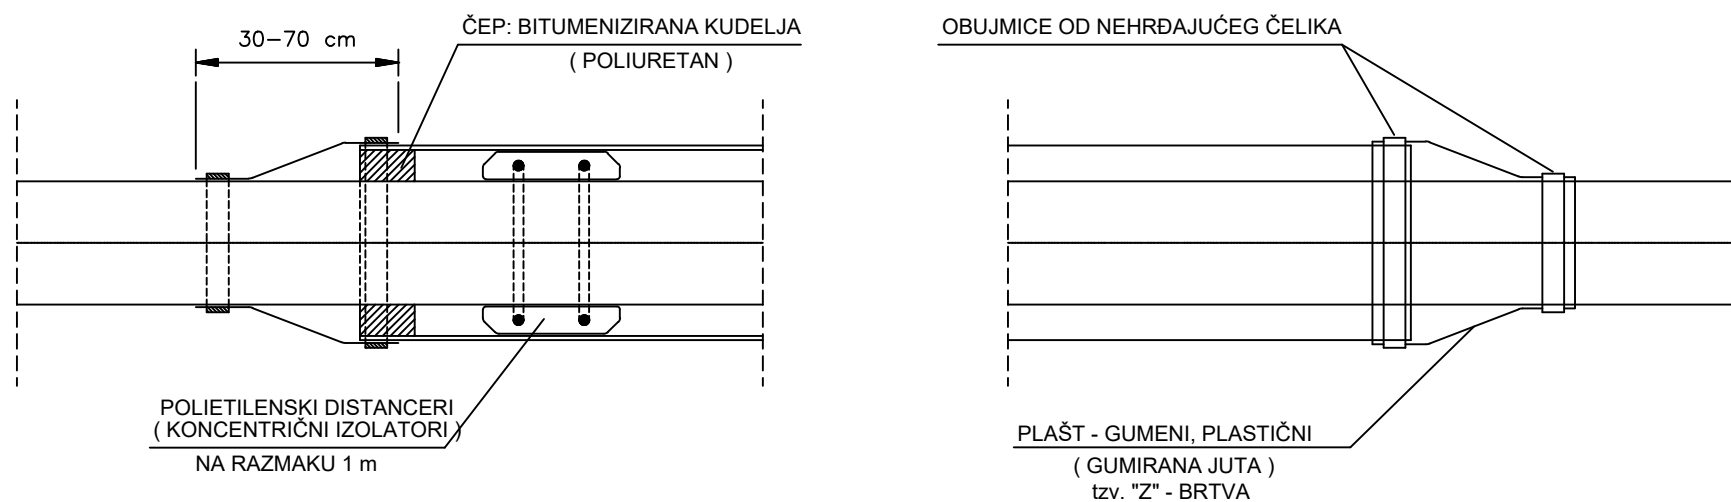 30-70 cm
ČEP: BITUMENIZIRANA KUDELJA
( POLIURETAN )
OBUJMICE OD NEHRĐAJUĆEG ČELIKA
POLIETILENSKI DISTANCERI
( KONCENTRIČNI IZOLATORI )
NA RAZMAKU 1 m
PLAŠT - GUMENI, PLASTIČNI
( GUMIRANA JUTA )
tzv. "Z" - BRTVA